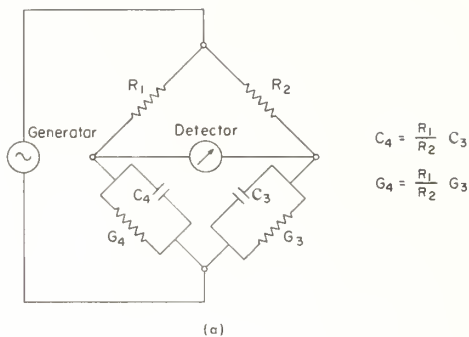 R1
R2
Generator
Detector
C4
C3
G4
G3
C4 = R1/R2 C3
G4 = R1/R2 G3
(a)